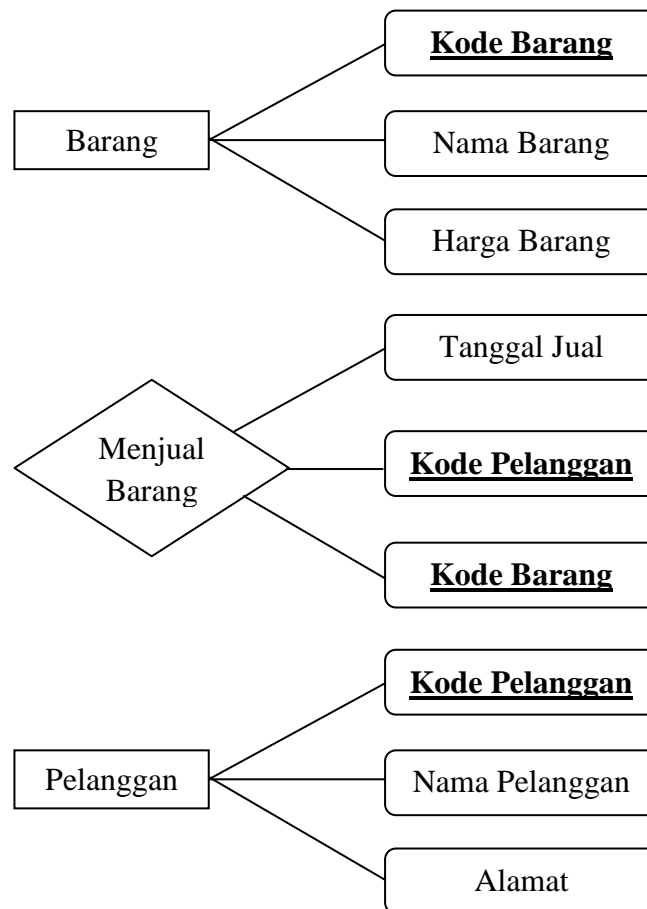 Kode Barang
Barang
Nama Barang
Harga Barang
Tanggal Jual
Menjual
Barang
Kode Pelanggan
Kode Barang
Kode Pelanggan
Pelanggan
Nama Pelanggan
Alamat